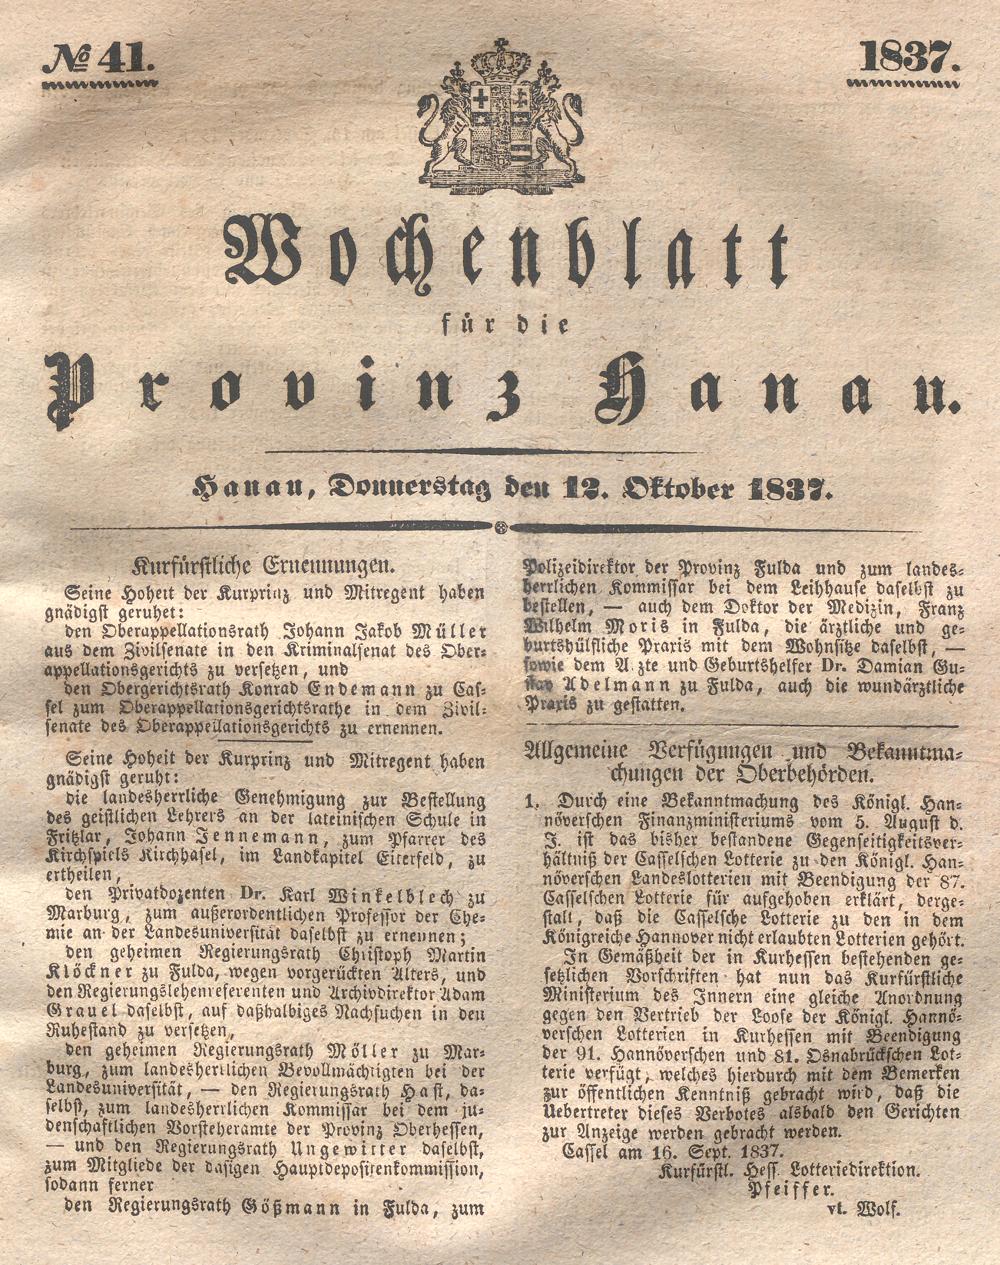 № 41.
1837.
Wochenblatt
für die
Provinz Hanau.
Hanau, Donnerstag den 12. Oktober 1837.
Kurfürstliche Ernennungen.
Seine Hoheit der Kurprinz und Mitregent haben
gnädigst geruhet:
den Oberappellationsrath Johann Jakob Müller
aus dem Zivilsenate in den Kriminalsenat des Ober-
appellationsgerichts zu versetzen, und
den Obergerichtsrath Konrad Endemann zu Cas-
sel zum Oberappellationsgerichtsrathe in dem Zivil-
senate des Oberappellationsgerichts zu ernennen.
Seine Hoheit der Kurprinz und Mitregent haben
gnädigst geruht:
die landesherrliche Genehmigung zur Bestellung
des geistlichen Lehrers an der lateinischen Schule in
Fritzlar, Johann Jennemann, zum Pfarrer des
Kirchspiels Kirchhasel, im Landkapitel Eiterfeld, zu
ertheilen,
den Privatdozenten Dr. Karl Winkelblech zu
Marburg, zum außerordentlichen Professor der Che-
mie an der Landesuniversität daselbst zu ernennen;
den geheimen Regierungsrath Christoph Martin
Klöckner zu Fulda, wegen vorgerückten Alters, und
den Regierungslehenreferenten und Archivdirektor Adam
Grauel daselbst, auf daßhalbiges Nachsuchen in den
Ruhestand zu versetzen,
den geheimen Regierungsrath Möller zu Mar-
burg, zum landesherrlichen Bevollmächtigten bei der
Landesuniversität, — den Regierungsrath Hast, da-
selbst, zum landesherrlichen Kommissar bei dem ju-
denschaftlichen Vorsteheramte der Provinz Oberhessen,
— und den Regierungsrath Ungewitter daselbst,
zum Mitgliede der dasigen Hauptdepositenkommission,
sodann ferner
den Regierungsrath Gößmann in Fulda, zum
Polizeidirektor der Provinz Fulda und zum landes-
herrlichen Kommissar bei dem Leihhause daselbst zu
bestellen, — auch dem Doktor der Medizin, Franz
Wilhelm Moris in Fulda, die ärztliche und ge-
burtshülfliche Praxis mit dem Wohnsitze daselbst, —
sowie dem A zte und Geburtshelfer Dr. Damian Gu-
stav Adelmann zu Fulda, auch die wundärztliche
Praxis zu gestatten.
Allgemeine Verfügungen und Bekanntma-
chungen der Oberbehörden.
1. Durch eine Bekanntmachung des Königl. Han-
növerschen Finanzministeriums vom 5. August d.
J. ist das bisher bestandene Gegenseitigkeitsver-
hältniß der Casselschen Lotterie zu den Königl. Han-
növerschen Landeslotterien mit Beendigung der 87.
Casselschen Lotterie für aufgehoben erklärt, derge-
stalt, daß die Casselsche Lotterie zu den in dem
Königreiche Hannover nicht erlaubten Lotterien gehört.
In Gemäßheit der in Kurhessen bestehenden ge-
setzlichen Vorschriften hat nun das Kurfürstliche
Ministerium des Innern eine gleiche Anordnung
gegen den Vertrieb der Loose der Königl. Hannö-
verschen Lotterien in Kurhessen mit Beendigung
der 91. Hannöverschen und 81. Osnabrückschen Lot-
terie verfügt, welches hierdurch mit dem Bemerken
zur öffentlichen Kenntniß gebracht wird, daß die
Uebertreter dieses Verbotes alsbald den Gerichten
zur Anzeige werden gebracht werden.
Cassel am 16. Sept. 1837.
Kurfürstl. Hess. Lotteriedirektion.
Pfeiffer.
vt. Wolf.